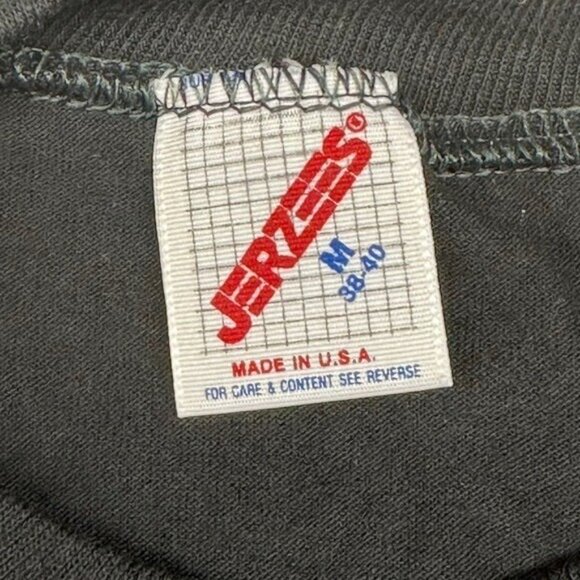 JERZEES®
M
38-40
MADE IN U.S.A.
FOR CARE & CONTENT SEE REVERSE